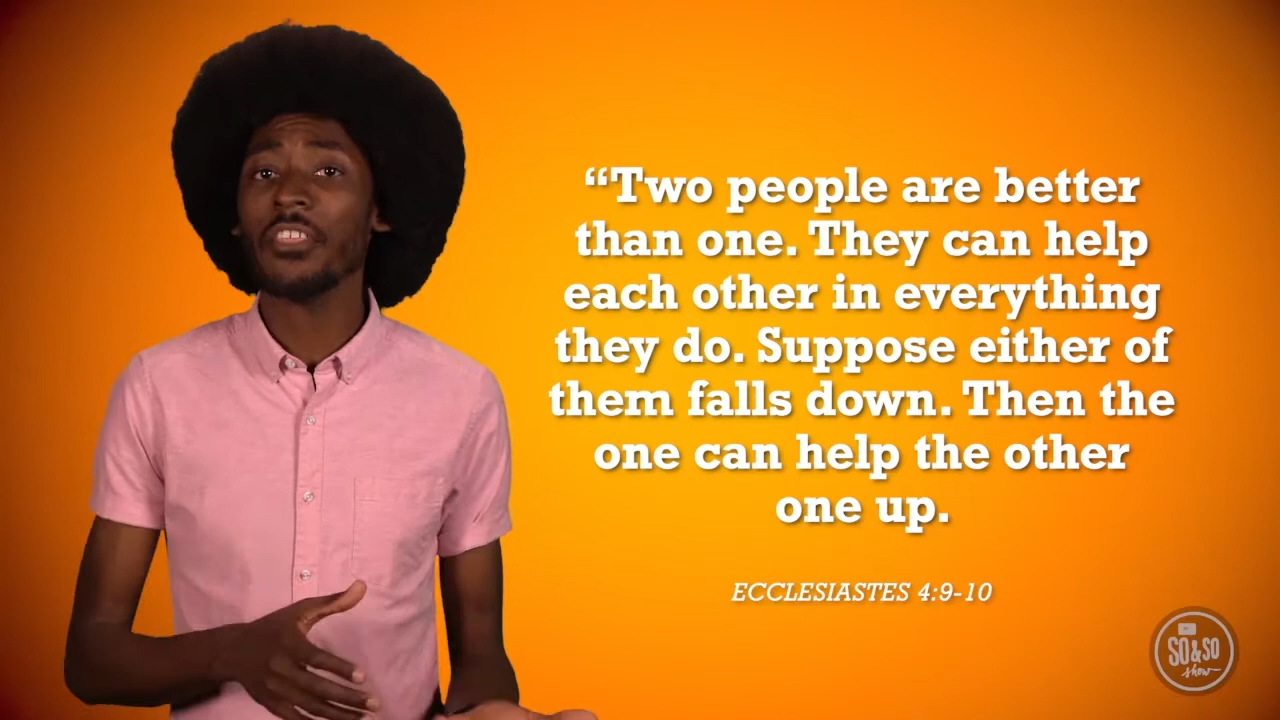 “Two people are better
than one. They can help
each other in everything
they do. Suppose either of
them falls down. Then the
one can help the other
one up.
ECCLESIASTES 4:9-10
SO&SO
show